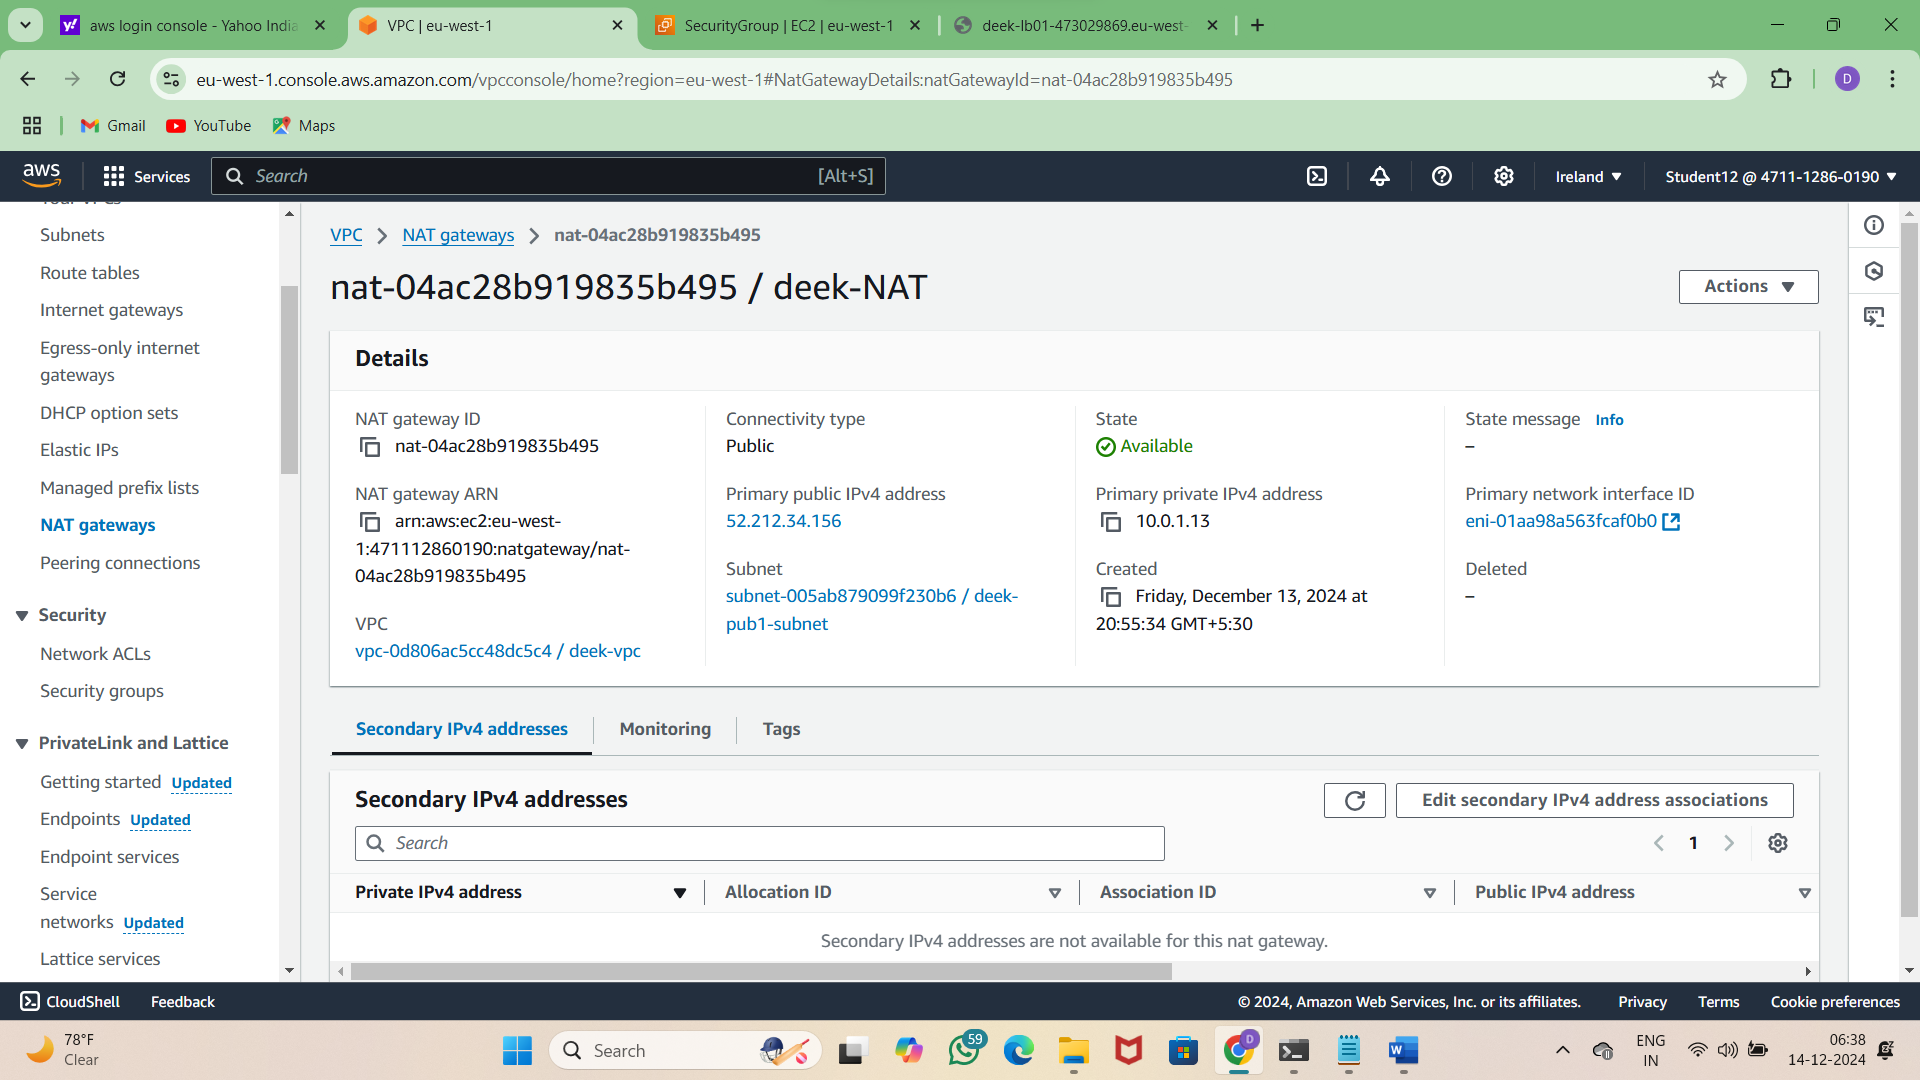 aws login console - Yahoo India
VPC | eu-west-1
SecurityGroup | EC2 | eu-west-1
deek-lb01-473029869.eu-west-
eu-west-1.console.aws.amazon.com/vpcconsole/home?region=eu-west-1#NatGatewayDetails:natGatewayId=nat-04ac28b919835b495
D
Gmail
YouTube
Maps
aws
Services
Search
[Alt+S]
Ireland
Student12 @ 4711-1286-0190
Subnets
Route tables
Internet gateways
Egress-only internet
gateways
DHCP option sets
Elastic IPs
Managed prefix lists
NAT gateways
Peering connections
Security
Network ACLs
Security groups
PrivateLink and Lattice
Getting started Updated
Endpoints Updated
Endpoint services
Service
networks Updated
Lattice services
VPC > NAT gateways > nat-04ac28b919835b495
nat-04ac28b919835b495 / deek-NAT
Actions
Details
NAT gateway ID
nat-04ac28b919835b495
NAT gateway ARN
arn:aws:ec2:eu-west-
1:471112860190:natgateway/nat-
04ac28b919835b495
VPC
vpc-0d806ac5cc48dc5c4 / deek-vpc
Connectivity type
Public
Primary public IPv4 address
52.212.34.156
Subnet
subnet-005ab879099f230b6 / deek-
pub1-subnet
State
Available
Primary private IPv4 address
10.0.1.13
Created
Friday, December 13, 2024 at
20:55:34 GMT+5:30
State message Info
–
Primary network interface ID
eni-01aa98a563fcaf0b0
Deleted
–
Secondary IPv4 addresses
Monitoring
Tags
Secondary IPv4 addresses
Edit secondary IPv4 address associations
Search
1
Private IPv4 address
Allocation ID
Association ID
Public IPv4 address
Secondary IPv4 addresses are not available for this nat gateway.
CloudShell
Feedback
© 2024, Amazon Web Services, Inc. or its affiliates.
Privacy
Terms
Cookie preferences
78°F
Clear
Search
59
D
ENG
IN
06:38
14-12-2024